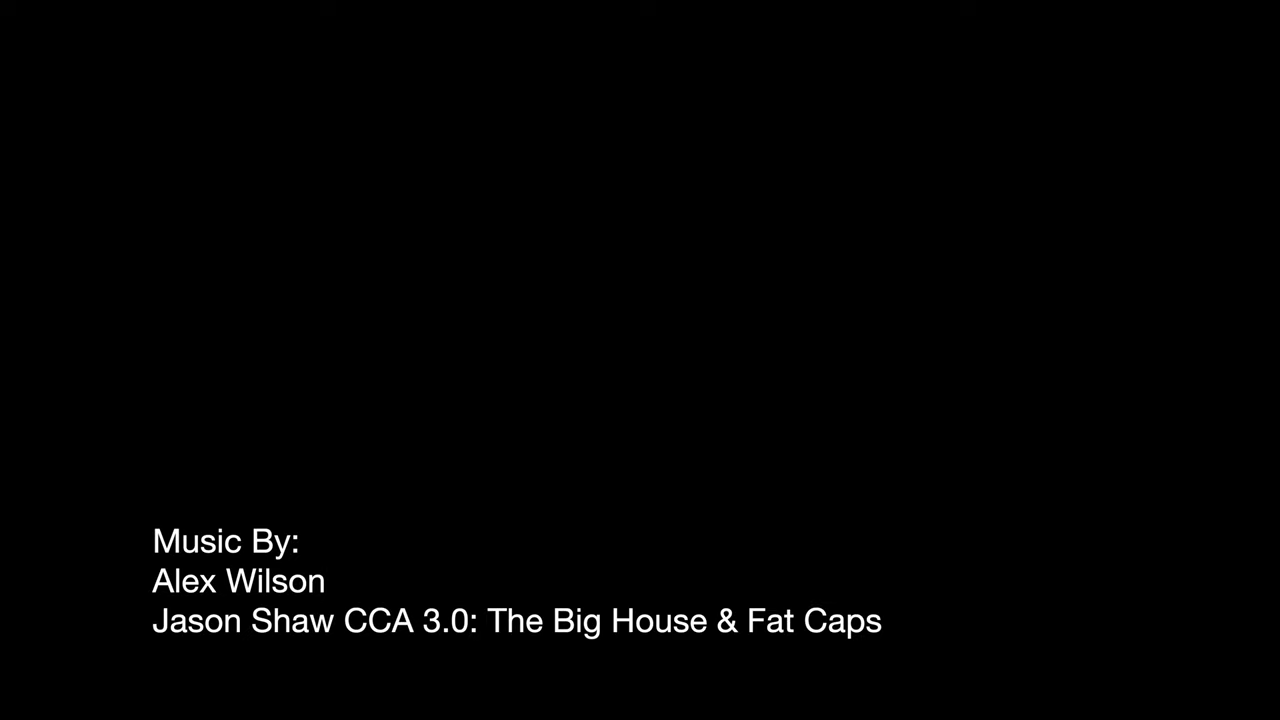 Music By:
Alex Wilson
Jason Shaw CCA 3.0: The Big House & Fat Caps